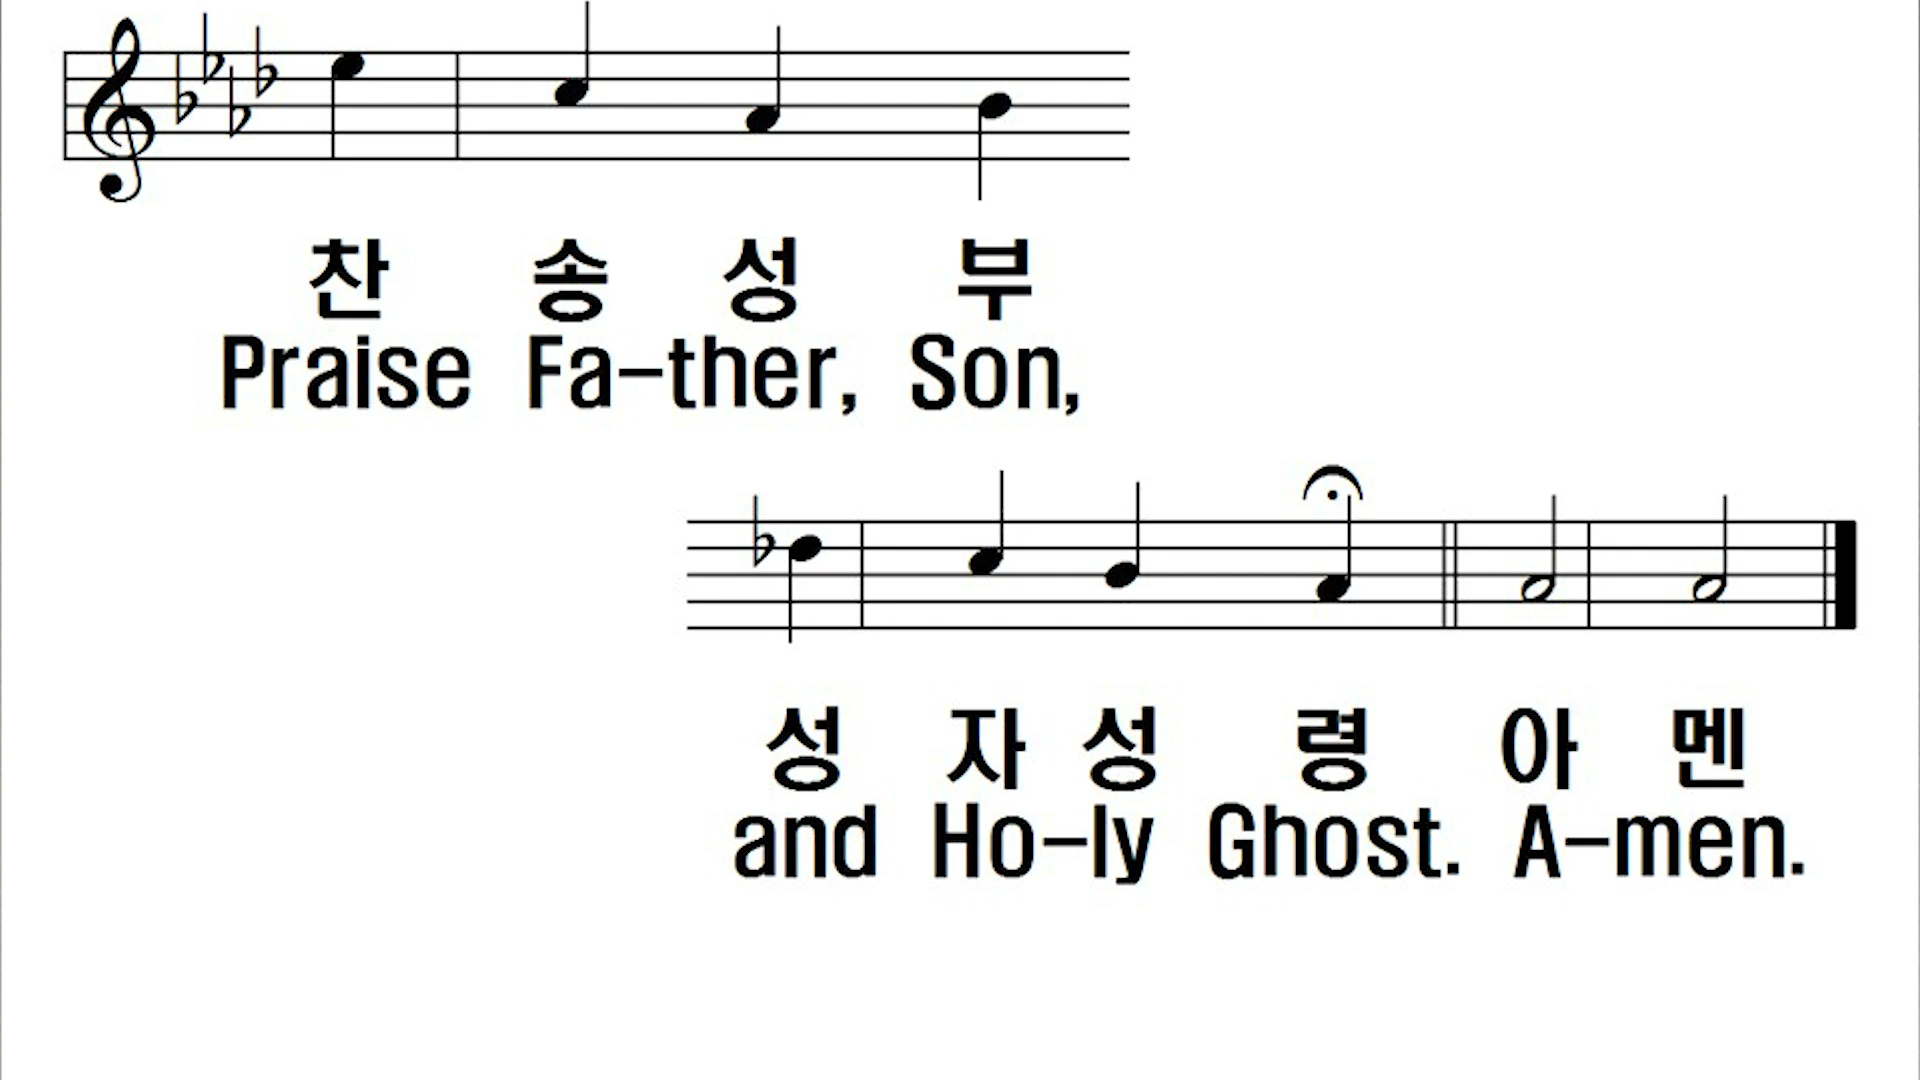 찬 송 성 부
Praise Fa-ther, Son,
성 자 성 령 아 멘
and Ho-ly Ghost. A-men.